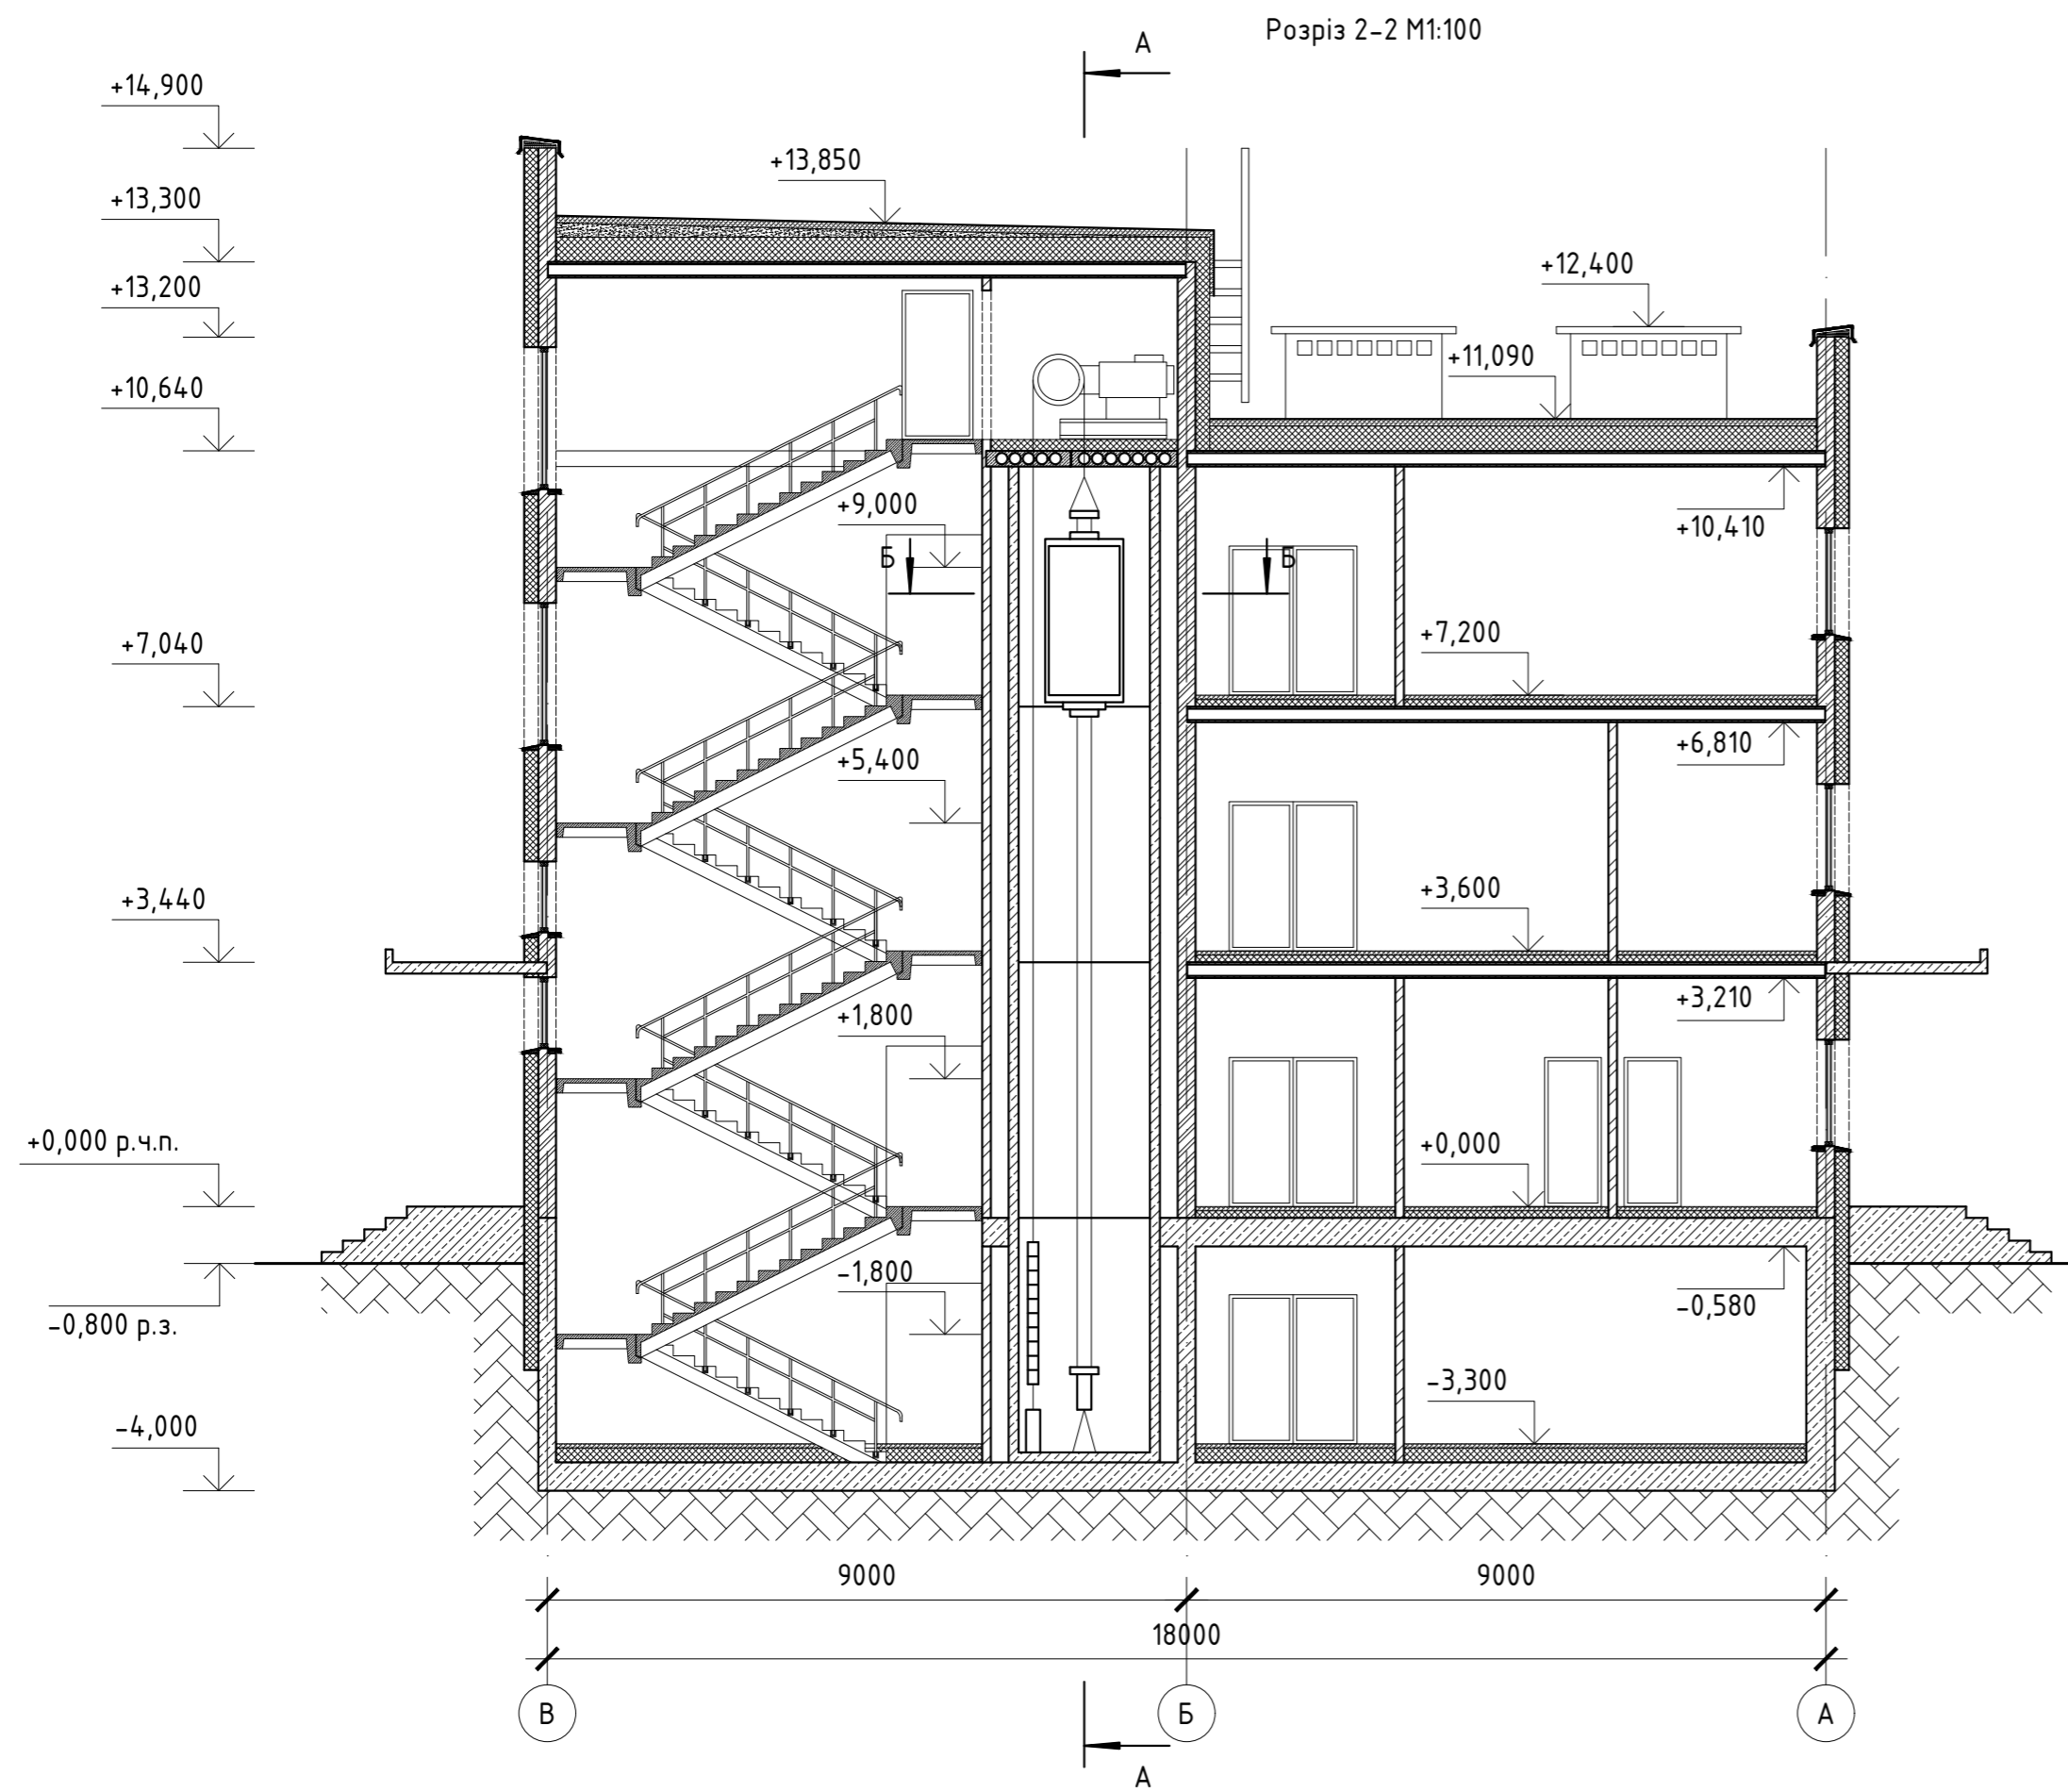 Розріз 2-2 М1:100
А
+14,900
+13,850
+13,300
+12,400
+13,200
+11,090
+10,640
+9,000
+10,410
Б
Б
+7,200
+7,040
+6,810
+5,400
+3,600
+3,440
+3,210
+1,800
+0,000 р.ч.п.
+0,000
-1,800
-0,580
-0,800 р.з.
-3,300
-4,000
9000
9000
18000
В
Б
А
А